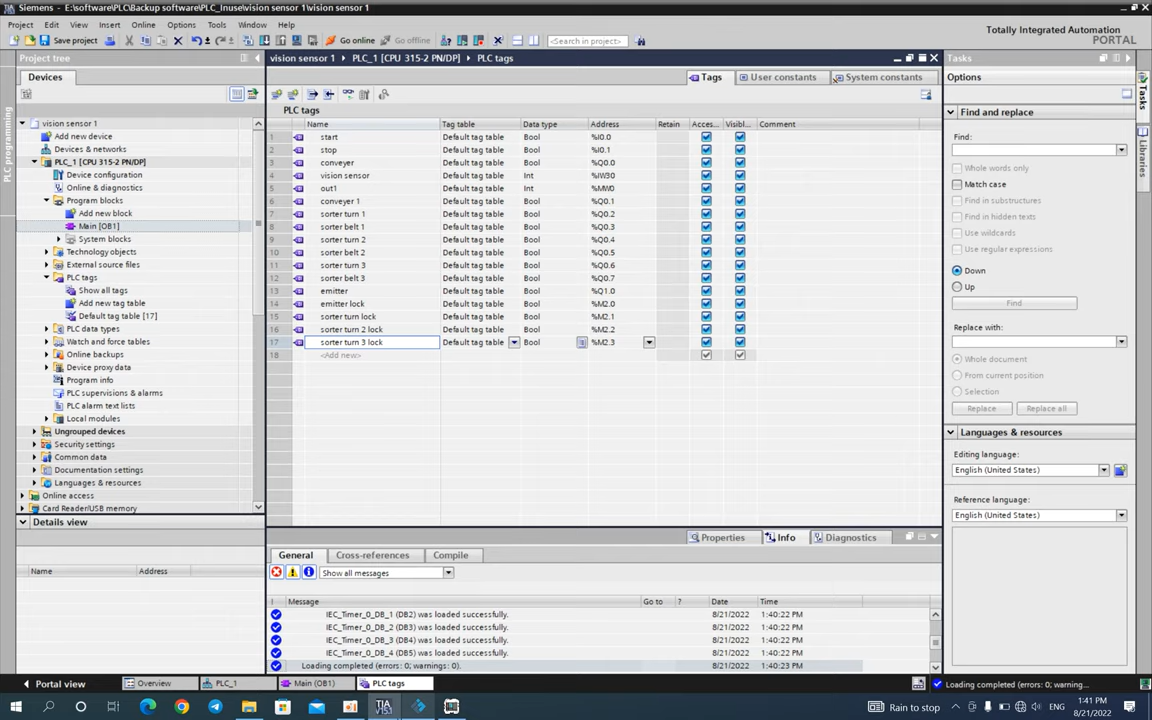 Siemens - E:\software\PLC\Backup software\PLC_Inuse\vision sensor 1\vision sensor 1
Project Edit View Insert Online Options Tools Window Help
Totally Integrated Automation
PORTAL
Save project Go online Go offline <Search in project>
Project tree
vision sensor 1 ▸ PLC_1 [CPU 315-2 PN/DP] ▸ PLC tags
Tasks
Devices
Tags User constants System constants
Options
PLC programming
PLC tags
Find and replace
Name Tag table Data type Address Retain Acces... Visibl... Comment
1 start Default tag table Bool %I0.0
2 stop Default tag table Bool %I0.1
3 conveyer Default tag table Bool %Q0.0
4 vision sensor Default tag table Int %IW30
5 out1 Default tag table Int %MW0
6 conveyer 1 Default tag table Bool %Q0.1
7 sorter turn 1 Default tag table Bool %Q0.2
8 sorter belt 1 Default tag table Bool %Q0.3
9 sorter turn 2 Default tag table Bool %Q0.4
10 sorter belt 2 Default tag table Bool %Q0.5
11 sorter turn 3 Default tag table Bool %Q0.6
12 sorter belt 3 Default tag table Bool %Q0.7
13 emitter Default tag table Bool %Q1.0
14 emitter lock Default tag table Bool %M2.0
15 sorter turn lock Default tag table Bool %M2.1
16 sorter turn 2 lock Default tag table Bool %M2.2
17 sorter turn 3 lock Default tag table Bool %M2.3
18 <Add new>
vision sensor 1
Add new device
Devices & networks
PLC_1 [CPU 315-2 PN/DP]
Device configuration
Online & diagnostics
Program blocks
Add new block
Main [OB1]
System blocks
Technology objects
External source files
PLC tags
Show all tags
Add new tag table
Default tag table [17]
PLC data types
Watch and force tables
Online backups
Device proxy data
Program info
PLC supervisions & alarms
PLC alarm text lists
Local modules
Ungrouped devices
Security settings
Common data
Documentation settings
Languages & resources
Online access
Card Reader/USB memory
Find:
Whole words only
Match case
Find in substructures
Find in hidden texts
Use wildcards
Use regular expressions
Down
Up
Find
Replace with:
Whole document
From current position
Selection
Replace Replace all
Languages & resources
Editing language:
English (United States)
Reference language:
English (United States)
Tasks
Libraries
Details view
Name Address
Properties Info Diagnostics
General Cross-references Compile
Show all messages
! Message Go to ? Date Time
IEC_Timer_0_DB_1 (DB2) was loaded successfully. 8/21/2022 1:40:22 PM
IEC_Timer_0_DB_2 (DB3) was loaded successfully. 8/21/2022 1:40:22 PM
IEC_Timer_0_DB_3 (DB4) was loaded successfully. 8/21/2022 1:40:22 PM
IEC_Timer_0_DB_4 (DB5) was loaded successfully. 8/21/2022 1:40:22 PM
Loading completed (errors: 0; warnings: 0). 8/21/2022 1:40:23 PM
Portal view Overview PLC_1 Main (OB1) PLC tags Loading completed (errors: 0; warning...
Rain to stop ENG 1:41 PM
8/21/2022